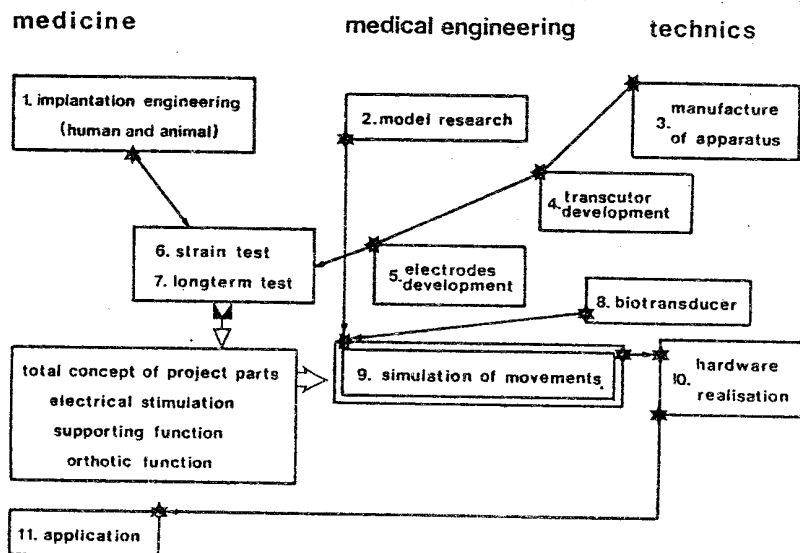 medicine
medical engineering
technics
1. implantation engineering
(human and animal)
2. model research
3. manufacture
of apparatus
4. transcutor
development
5. electrodes
development
6. strain test
7. longterm test
8. biotransducer
total concept of project parts
electrical stimulation
supporting function
orthotic function
9. simulation of movements.
10. hardware
realisation
11. application